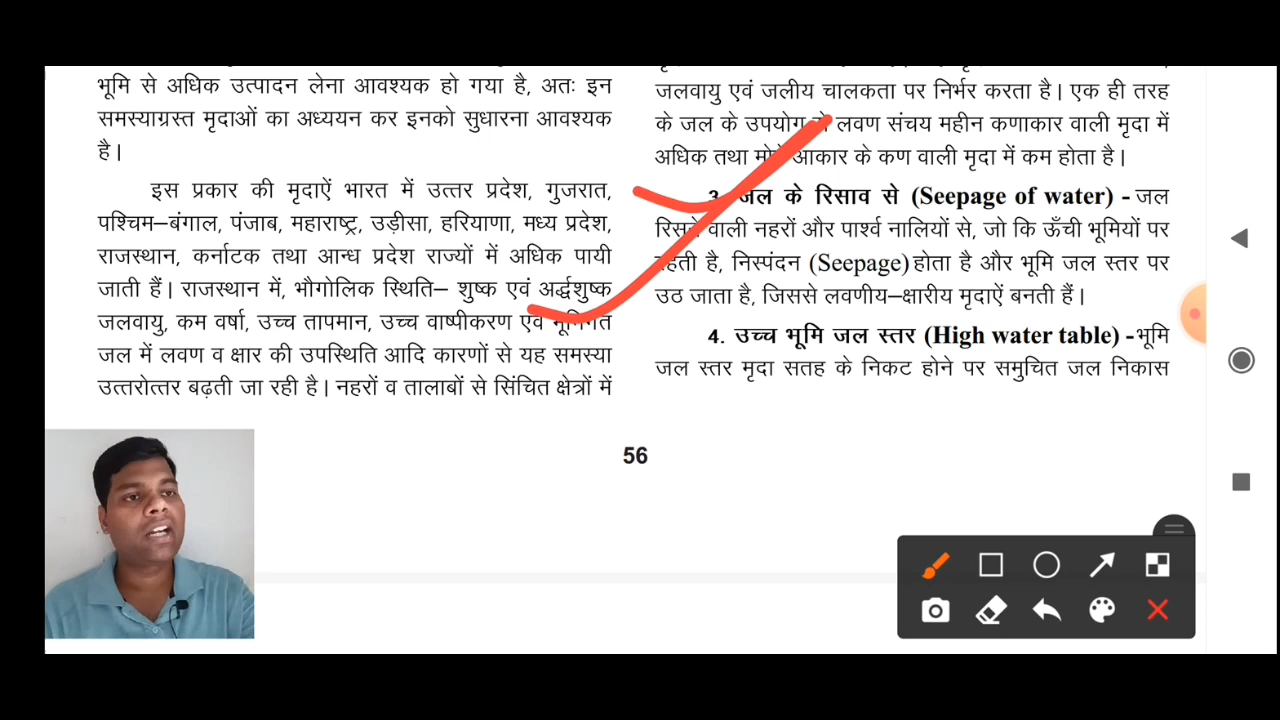 भूमि से अधिक उत्पादन लेना आवश्यक हो गया है, अतः इन
समस्याग्रस्त मृदाओं का अध्ययन कर इनको सुधारना आवश्यक
है।
इस प्रकार की मृदाऐं भारत में उत्तर प्रदेश, गुजरात,
पश्चिम–बंगाल, पंजाब, महाराष्ट्र, उड़ीसा, हरियाणा, मध्य प्रदेश,
राजस्थान, कर्नाटक तथा आन्ध्र प्रदेश राज्यों में अधिक पायी
जाती हैं। राजस्थान में, भौगोलिक स्थिति– शुष्क एवं अर्द्धशुष्क
जलवायु, कम वर्षा, उच्च तापमान, उच्च वाष्पीकरण एवं भूमिगत
जल में लवण व क्षार की उपस्थिति आदि कारणों से यह समस्या
उत्तरोत्तर बढ़ती जा रही है। नहरों व तालाबों से सिंचित क्षेत्रों में
जलवायु एवं जलीय चालकता पर निर्भर करता है। एक ही तरह
के जल के उपयोग से लवण संचय महीन कणाकार वाली मृदा में
अधिक तथा मोटे आकार के कण वाली मृदा में कम होता है।
3. जल के रिसाव से (Seepage of water) - जल
रिसने वाली नहरों और पार्श्व नालियों से, जो कि ऊँची भूमियों पर
रहती है, निस्पंदन (Seepage) होता है और भूमि जल स्तर पर
उठ जाता है, जिससे लवणीय–क्षारीय मृदाऐं बनती हैं।
4. उच्च भूमि जल स्तर (High water table) - भूमि
जल स्तर मृदा सतह के निकट होने पर समुचित जल निकास
56